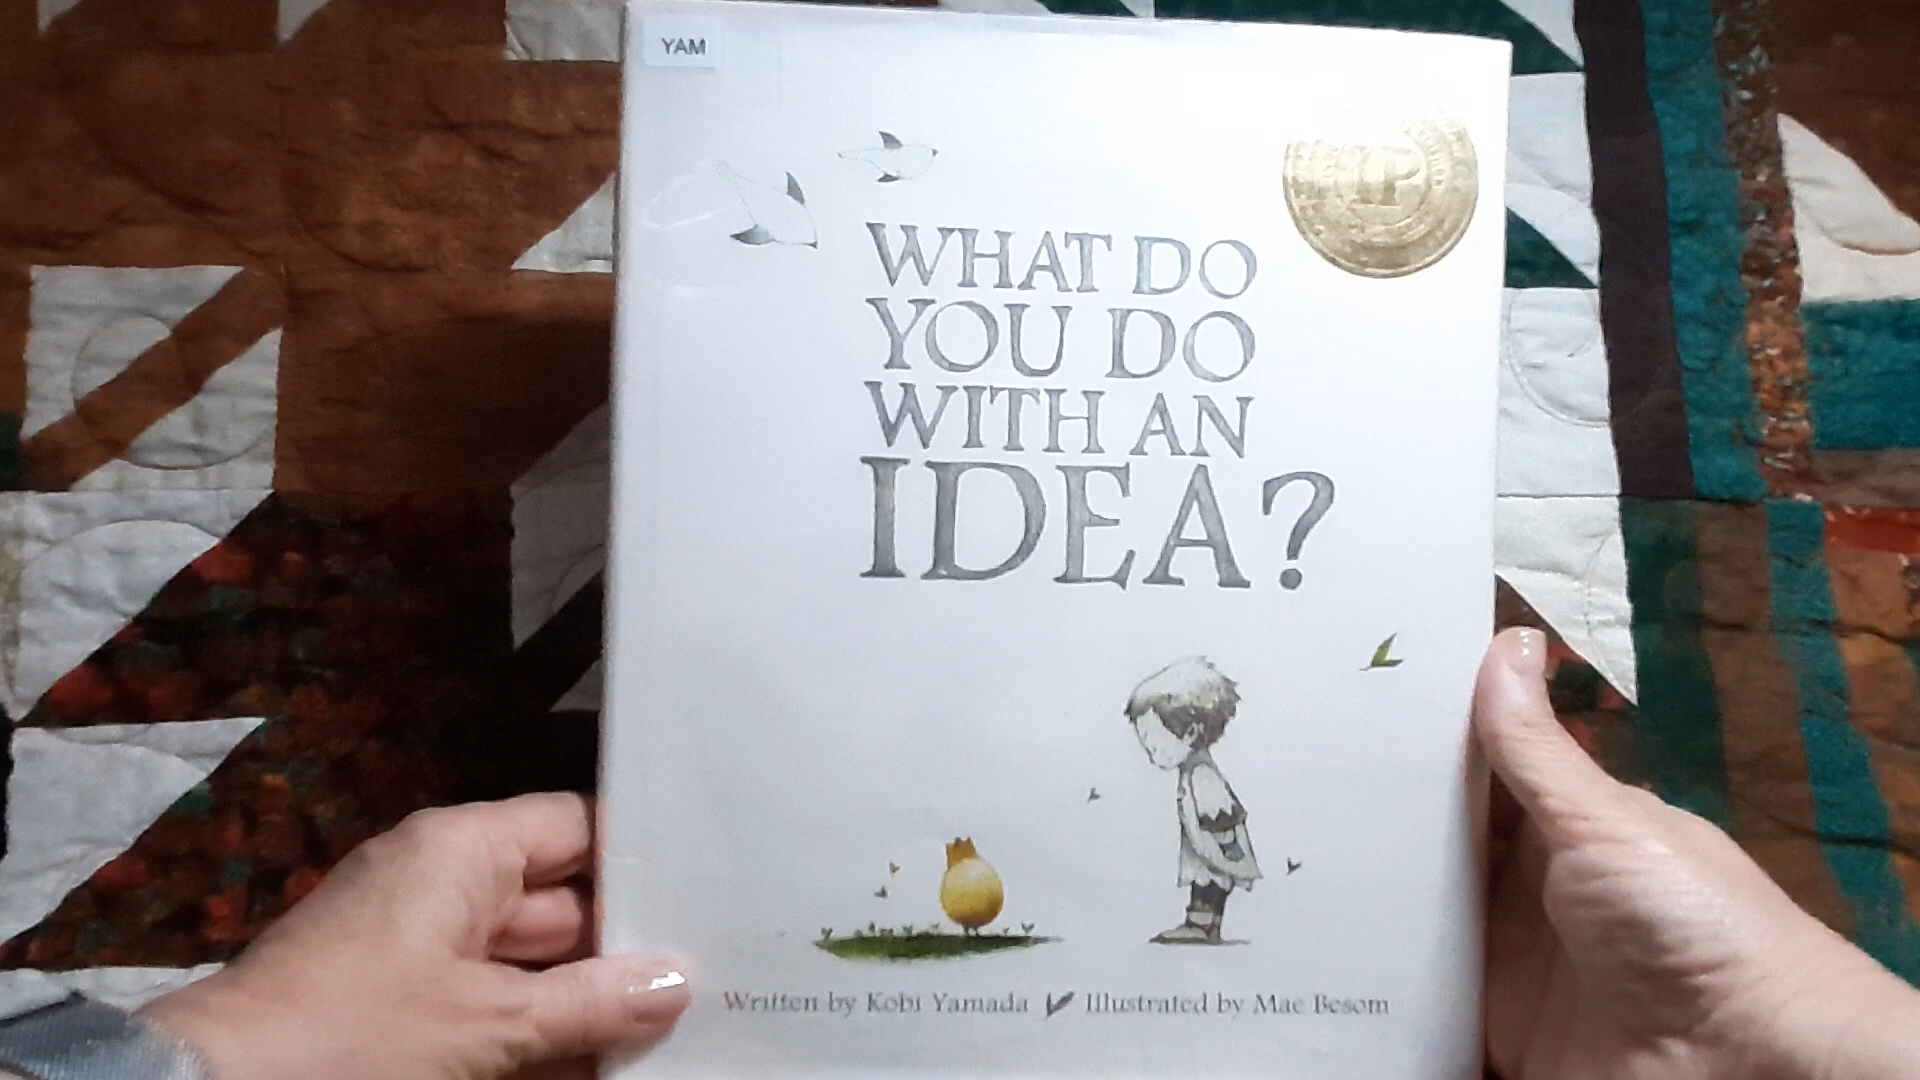 YAM
WHAT DO
YOU DO
WITH AN
IDEA?
Written by Kobi Yamada Illustrated by Mae Besom